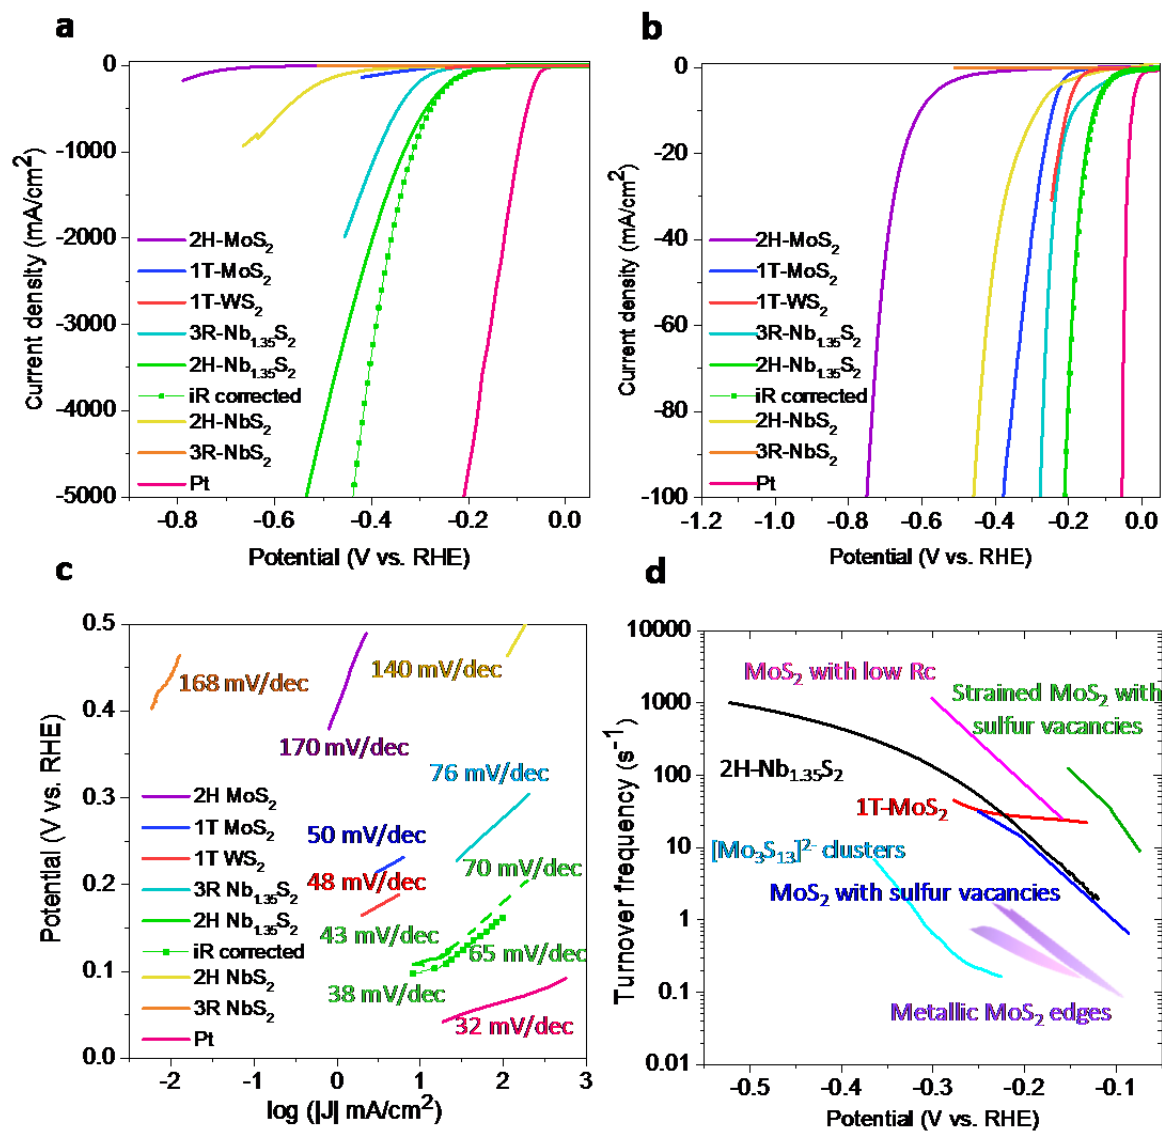 a
0
-1000
-2000
-3000
-4000
-5000
Current density (mA/cm²)
2H-MoS₂
1T-MoS₂
1T-WS₂
3R-Nb₁.₃₅S₂
2H-Nb₁.₃₅S₂
iR corrected
2H-NbS₂
3R-NbS₂
Pt
-0.8 -0.6 -0.4 -0.2 0.0
Potential (V vs. RHE)
b
0
-20
-40
-60
-80
-100
Current density (mA/cm²)
2H-MoS₂
1T-MoS₂
1T-WS₂
3R-Nb₁.₃₅S₂
2H-Nb₁.₃₅S₂
iR corrected
2H-NbS₂
3R-NbS₂
Pt
-1.2 -1.0 -0.8 -0.6 -0.4 -0.2 0.0
Potential (V vs. RHE)
c
0.5
0.4
0.3
0.2
0.1
0.0
Potential (V vs. RHE)
168 mV/dec
140 mV/dec
170 mV/dec
76 mV/dec
50 mV/dec
48 mV/dec
70 mV/dec
43 mV/dec
65 mV/dec
38 mV/dec
32 mV/dec
2H MoS₂
1T MoS₂
1T WS₂
3R Nb₁.₃₅S₂
2H Nb₁.₃₅S₂
iR corrected
2H NbS₂
3R NbS₂
Pt
-2 -1 0 1 2 3
log (|J| mA/cm²)
d
10000
1000
100
10
1
0.1
0.01
Turnover frequency (s⁻¹)
MoS₂ with low Rc
Strained MoS₂ with
sulfur vacancies
2H-Nb₁.₃₅S₂
1T-MoS₂
[Mo₃S₁₃]²⁻ clusters
MoS₂ with sulfur vacancies
Metallic MoS₂ edges
-0.5 -0.4 -0.3 -0.2 -0.1
Potential (V vs. RHE)